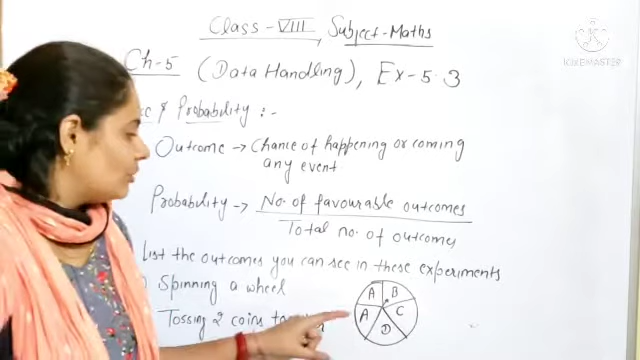 Class - VIII, Subject - Maths
KINEMASTER
Ch-5 (Data Handling), Ex - 5.3
& Probability :-
Outcome → Chance of happening or coming
any event
Probability → No. of favourable outcomes
Total no. of outcomes
List the outcomes you can see in these experiments
Spinning a wheel
A B
A C
D
Tossing 2 coins